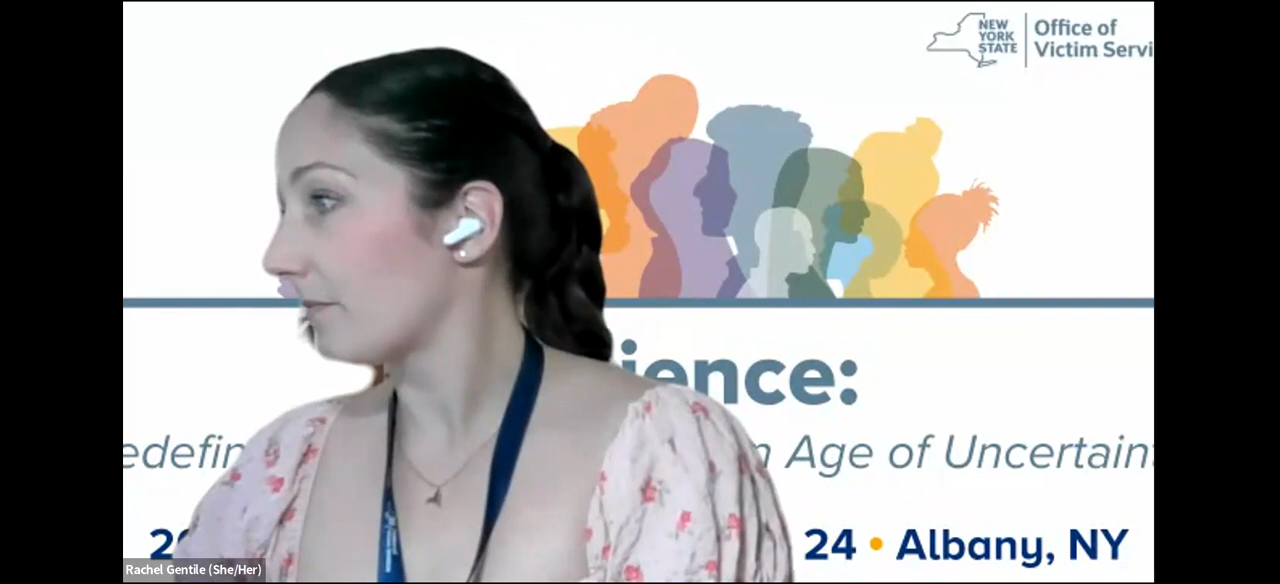 NEW
YORK
STATE
Office of
Victim Servi
ience:
edefin
n Age of Uncertain
24 • Albany, NY
Rachel Gentile (She/Her)